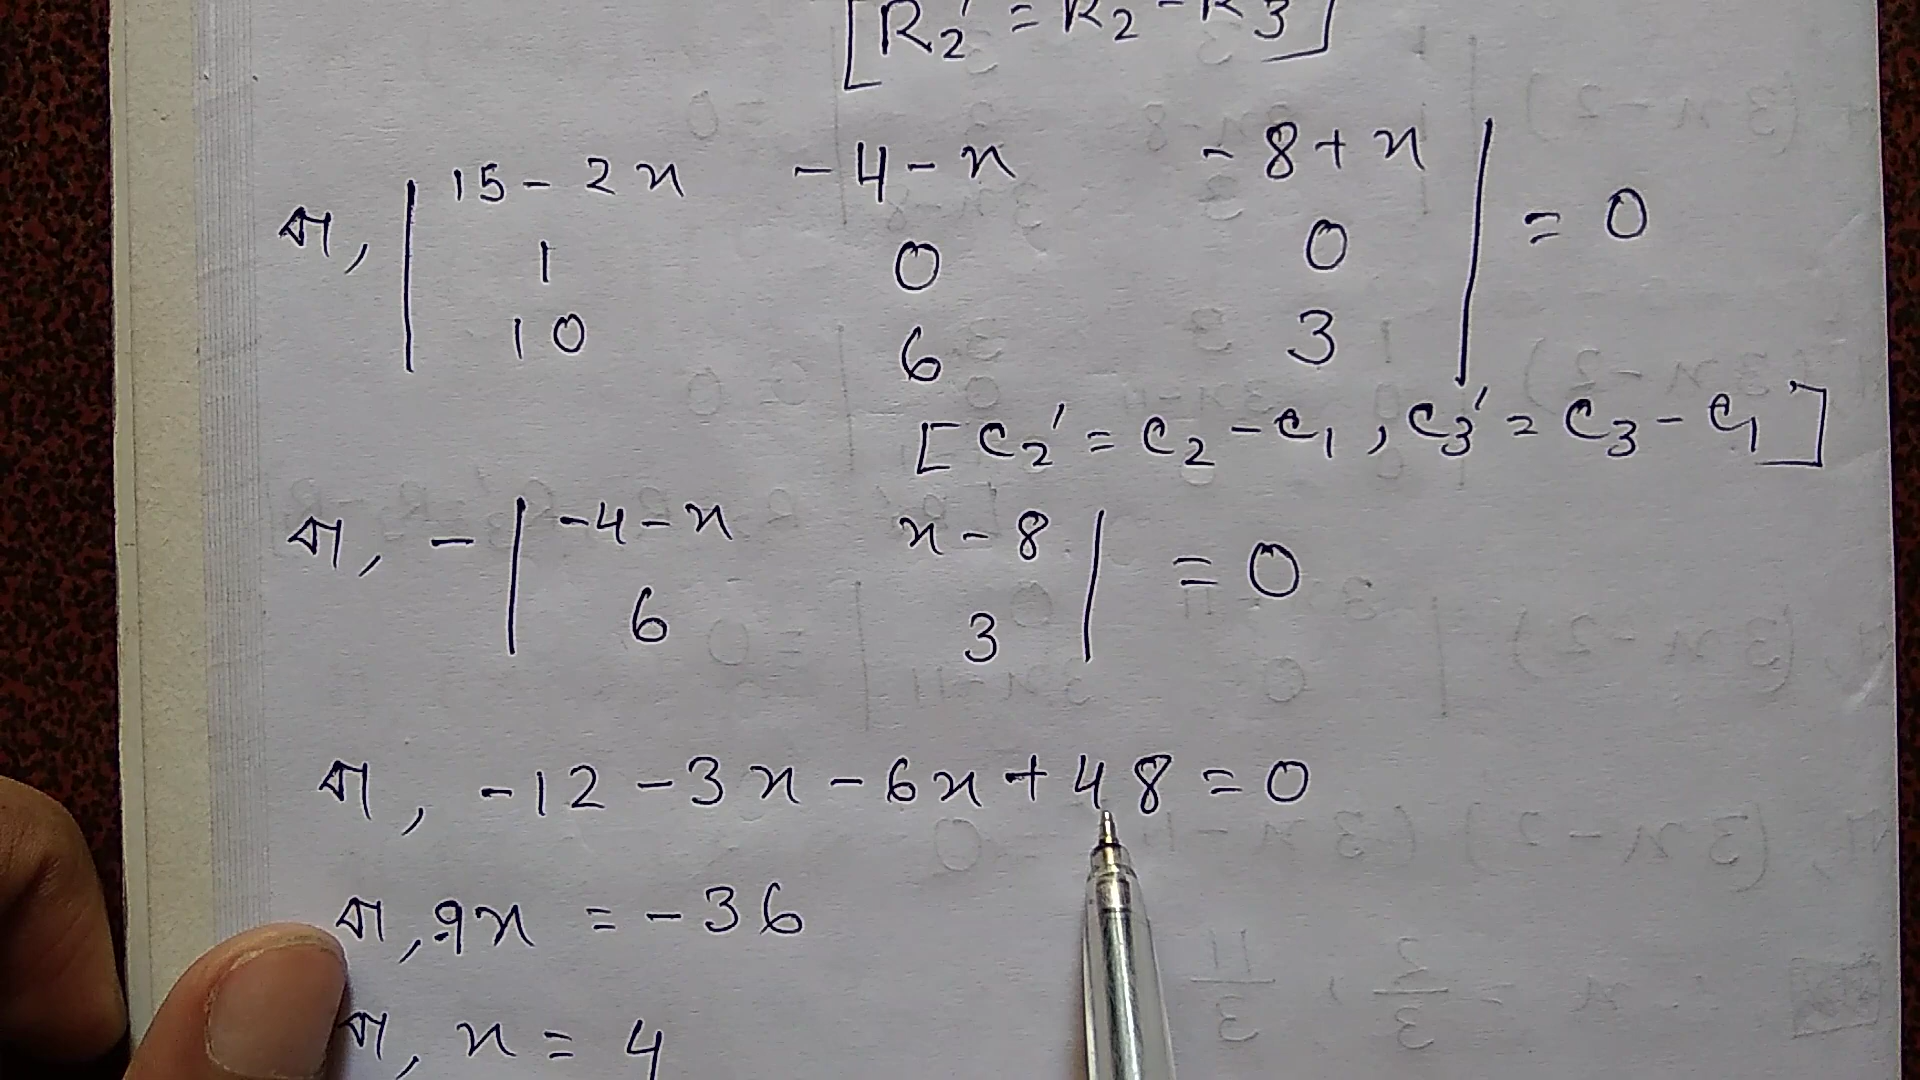 [R₂' = R₂ - R₃]
বা, | 15 - 2x   -4 - x   -8 + x |
| 1   0   0 | = 0
| 10   6   3 |
[C₂' = C₂ - C₁, C₃' = C₃ - C₁]
বা, - | -4 - x   x - 8 | = 0
| 6   3 |
বা, -12 - 3x - 6x + 48 = 0
বা, 9x = -36
বা, x = 4